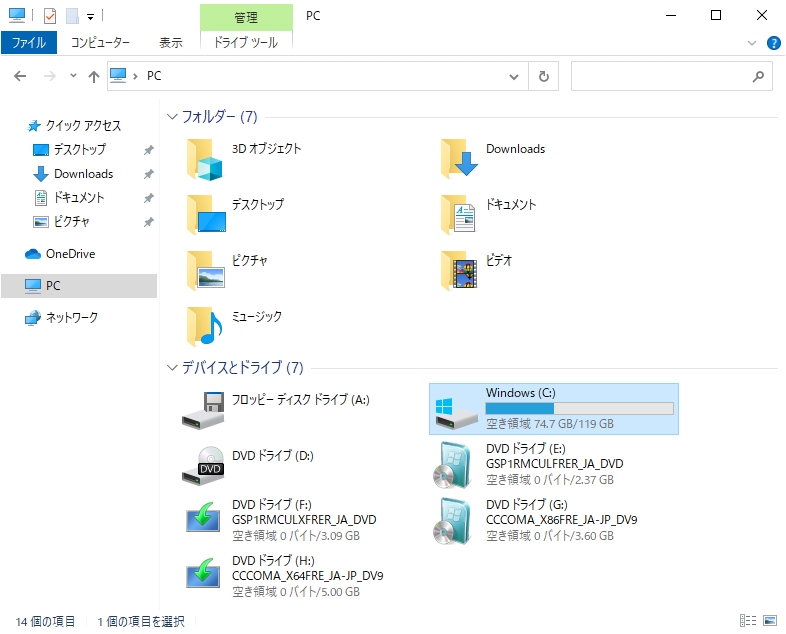 管理
PC
ファイル
コンピューター
表示
ドライブ ツール
PC
クイック アクセス
デスクトップ
Downloads
ドキュメント
ピクチャ
OneDrive
PC
ネットワーク
フォルダー (7)
3D オブジェクト
Downloads
デスクトップ
ドキュメント
ピクチャ
ビデオ
ミュージック
デバイスとドライブ (7)
フロッピー ディスク ドライブ (A:)
Windows (C:)
空き領域 74.7 GB/119 GB
DVD
DVD ドライブ (D:)
DVD ドライブ (E:)
GSP1RMCULFRER_JA_DVD
空き領域 0 バイト/2.37 GB
DVD ドライブ (F:)
GSP1RMCULXFRER_JA_DVD
空き領域 0 バイト/3.09 GB
DVD ドライブ (G:)
CCCOMA_X86FRE_JA-JP_DV9
空き領域 0 バイト/3.60 GB
DVD ドライブ (H:)
CCCOMA_X64FRE_JA-JP_DV9
空き領域 0 バイト/5.00 GB
14 個の項目
1 個の項目を選択